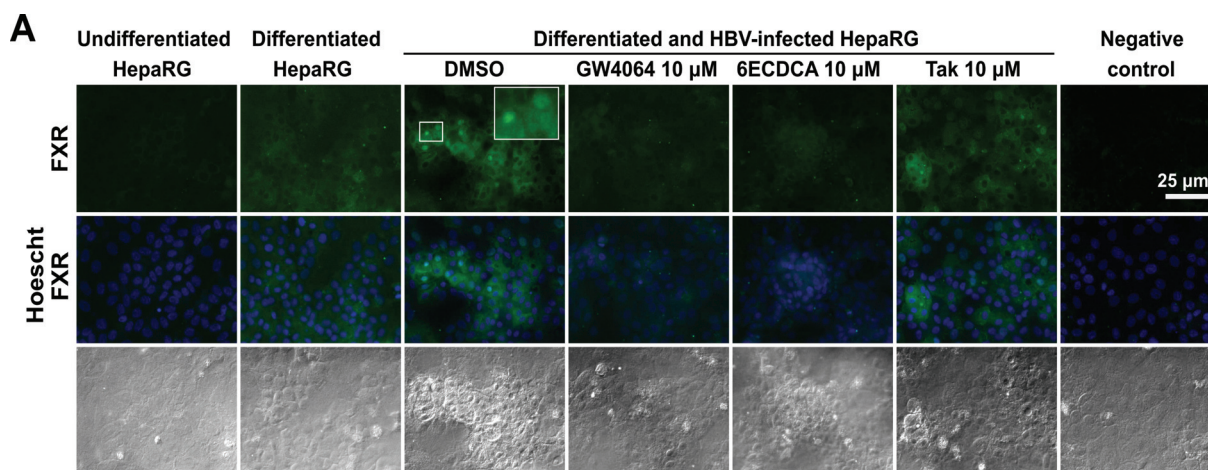 A
Undifferentiated HepaRG
Differentiated HepaRG
Differentiated and HBV-infected HepaRG
DMSO
GW4064 10 µM
6ECDCA 10 µM
Tak 10 µM
Negative control
FXR
25 µm
Hoescht FXR